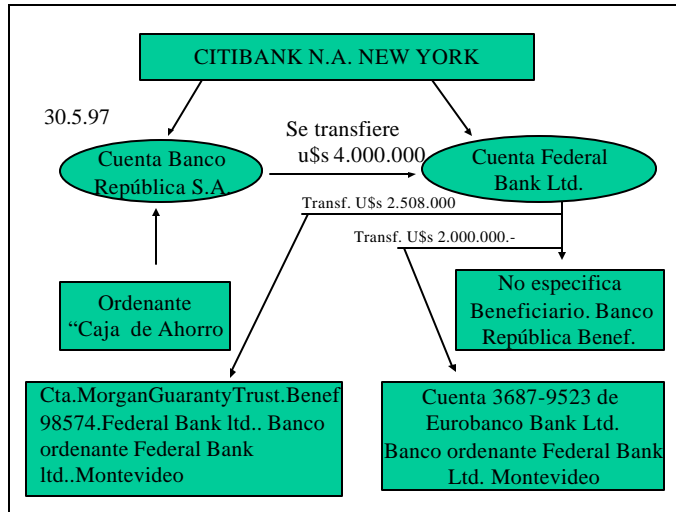 CITIBANK N.A. NEW YORK
30.5.97
Se transfiere
u$s 4.000.000
Cuenta Banco
República S.A.
Cuenta Federal
Bank Ltd.
Transf. U$s 2.508.000
Transf. U$s 2.000.000.-
Ordenante
“Caja de Ahorro
No especifica
Beneficiario. Banco
República Benef.
Cta.MorganGuarantyTrust.Benef
98574.Federal Bank ltd.. Banco
ordenante Federal Bank
ltd..Montevideo
Cuenta 3687-9523 de
Eurobanco Bank Ltd.
Banco ordenante Federal Bank
Ltd. Montevideo